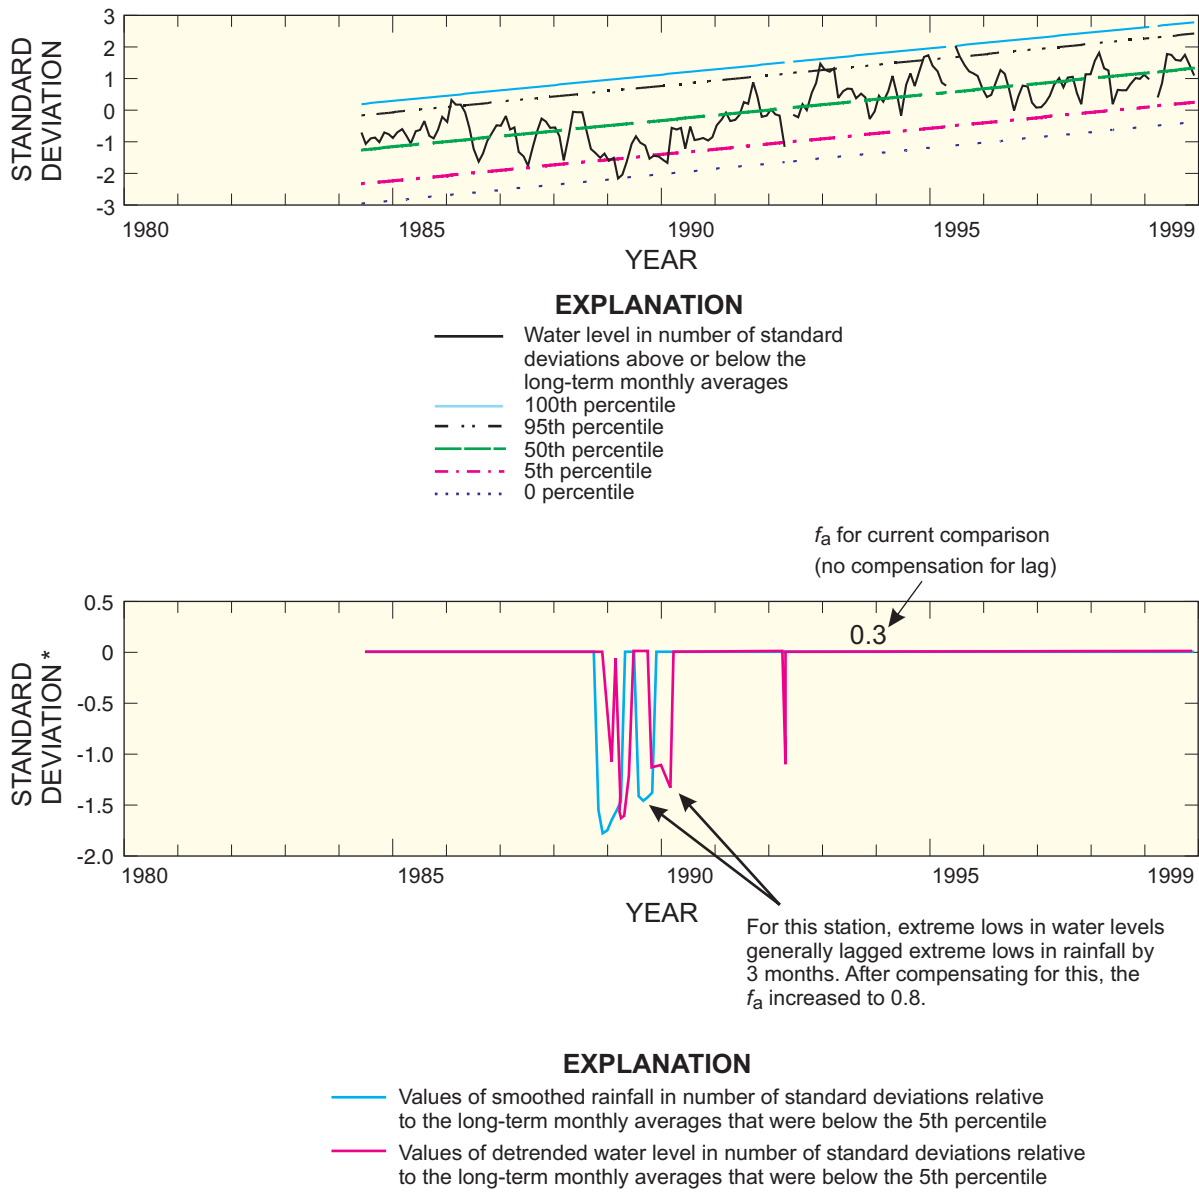 3
2
1
0
-1
-2
-3
STANDARD
DEVIATION
1980
1985
1990
1995
1999
YEAR
EXPLANATION
Water level in number of standard
deviations above or below the
long-term monthly averages
100th percentile
95th percentile
50th percentile
5th percentile
0 percentile
fa for current comparison
(no compensation for lag)
0.5
0
-0.5
-1.0
-1.5
-2.0
STANDARD
DEVIATION *
0.3
1980
1985
1990
1995
1999
YEAR
For this station, extreme lows in water levels
generally lagged extreme lows in rainfall by
3 months. After compensating for this, the
fa increased to 0.8.
EXPLANATION
Values of smoothed rainfall in number of standard deviations relative
to the long-term monthly averages that were below the 5th percentile
Values of detrended water level in number of standard deviations relative
to the long-term monthly averages that were below the 5th percentile